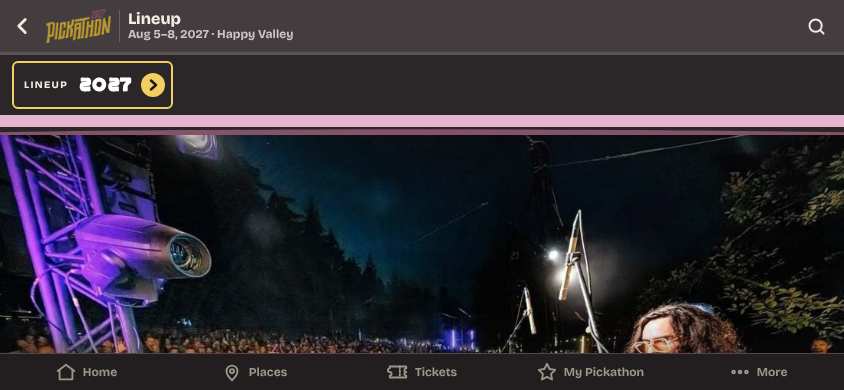 PICKATHON
Lineup
Aug 5–8, 2027 · Happy Valley
LINEUP 2027
Home
Places
Tickets
My Pickathon
More